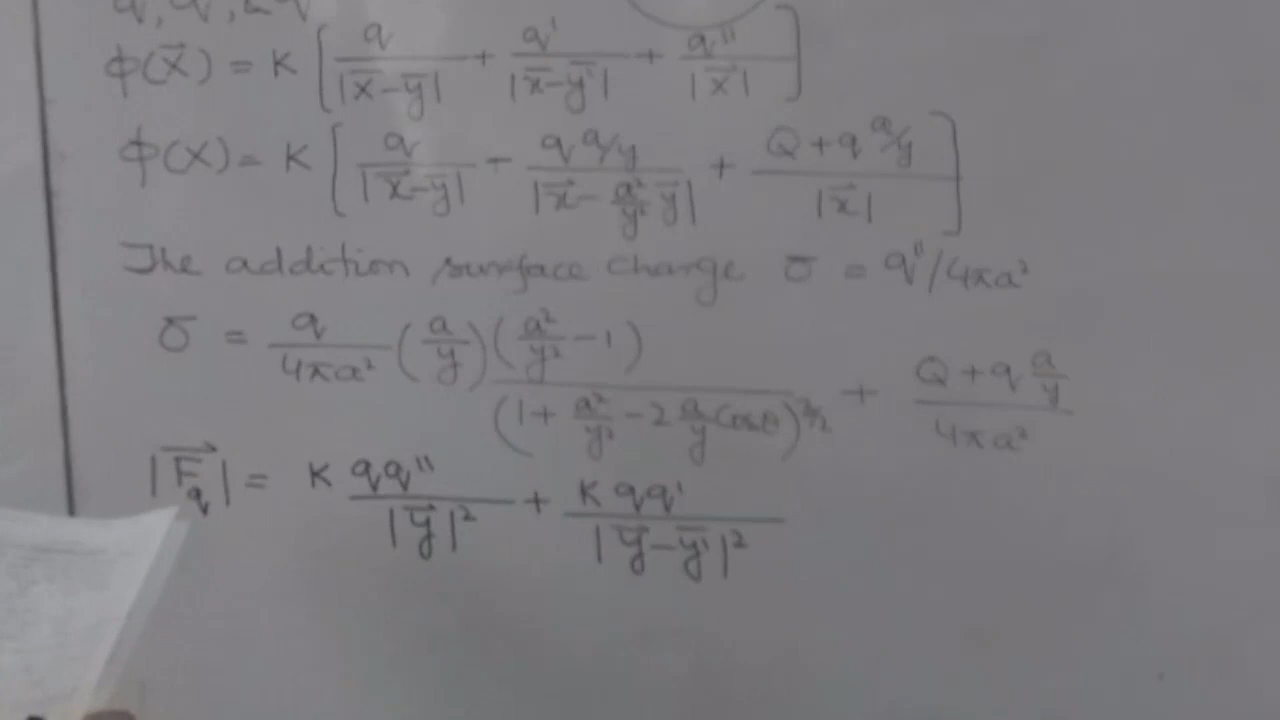 ϕ(x⃗) = K [ q / |x⃗-y⃗| + q' / |x⃗-y⃗'| + q'' / |x⃗| ]
ϕ(x) = K [ q / |x⃗-y⃗| - q a/y / |x⃗ - a²/y² y⃗| + Q + q a/y / |x⃗| ]
The addition surface charge σ = q''/4πa²
σ = q / 4πa² (a/y) (a²/y² - 1) / (1 + a²/y² - 2 a/y cosθ)^3/2 + Q + q a/y / 4πa²
|F⃗q| = K qq'' / |y⃗|² + K qq' / |y⃗-y⃗'|²